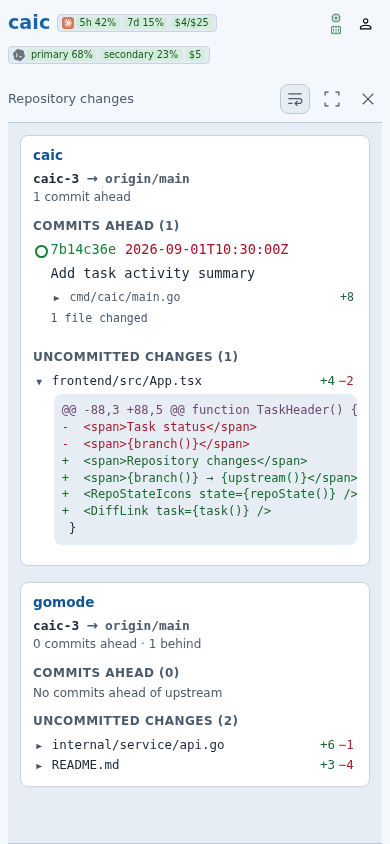 caic 5h 42% 7d 15% $4/$25
primary 68% secondary 23% $5
Repository changes
caic
caic-3 → origin/main
1 commit ahead
COMMITS AHEAD (1)
7b14c36e 2026-09-01T10:30:00Z
Add task activity summary
▸ cmd/caic/main.go +8
1 file changed
UNCOMMITTED CHANGES (1)
▾ frontend/src/App.tsx +4 −2
@@ -88,3 +88,5 @@ function TaskHeader() {
-  <span>Task status</span>
-  <span>{branch()}</span>
+  <span>Repository changes</span>
+  <span>{branch()} → {upstream()}</span>
+  <RepoStateIcons state={repoState()} />
+  <DiffLink task={task()} />
 }
gomode
caic-3 → origin/main
0 commits ahead · 1 behind
COMMITS AHEAD (0)
No commits ahead of upstream
UNCOMMITTED CHANGES (2)
▸ internal/service/api.go +6 −1
▸ README.md +3 −4